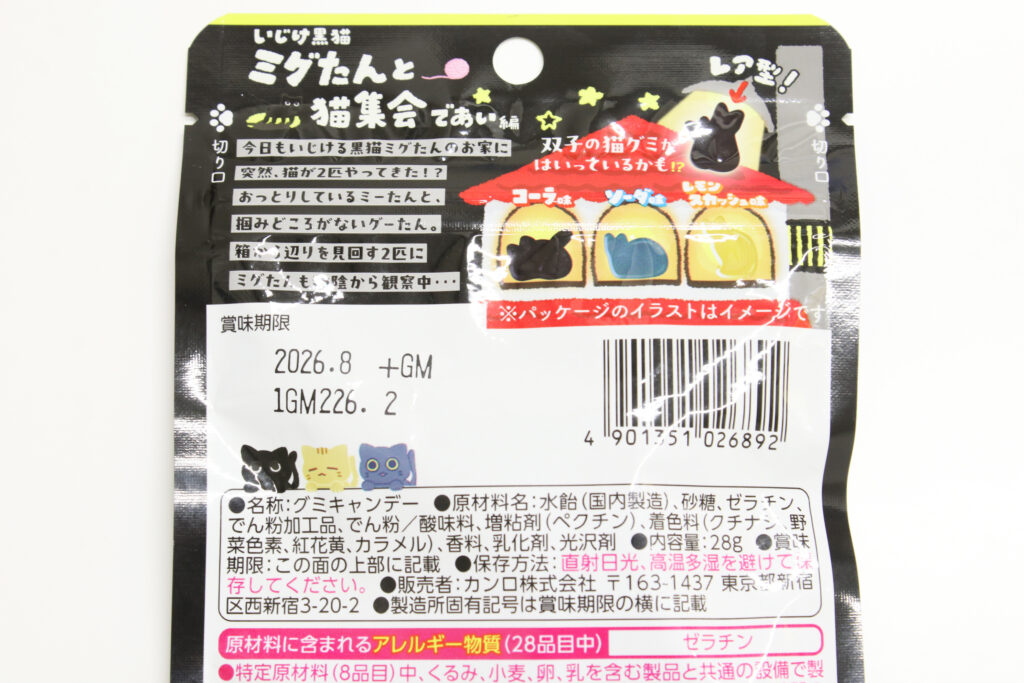 いじけ黒猫
ミグたんと
猫集会であい編
今日もいじける黒猫ミグたんのお家に
突然、猫が2匹やってきた!?
おっとりしているミーたんと、
掴みどころがないグーたん。
箱から辺りを見回す2匹に
ミグたんも物陰から観察中…
切り口
レア型!
双子の猫グミが
はいっているかも!?
コーラ味
ソーダ味
レモン
スカッシュ味
切り口
※パッケージのイラストはイメージです
賞味期限
2026.8 +GM
1GM226. 2
4 901351 026892
●名称:グミキャンデー ●原材料名:水飴(国内製造)、砂糖、ゼラチン、
でん粉加工品、でん粉/酸味料、増粘剤(ペクチン)、着色料(クチナシ、野
菜色素、紅花黄、カラメル)、香料、乳化剤、光沢剤 ●内容量:28g ●賞味
期限:この面の上部に記載 ●保存方法:直射日光、高温多湿を避けて保
存してください。 ●販売者:カンロ株式会社 〒163-1437 東京都新宿
区西新宿3-20-2 ●製造所固有記号は賞味期限の横に記載
原材料に含まれるアレルギー物質(28品目中) ゼラチン
●特定原材料(8品目)中、くるみ、小麦、卵、乳を含む製品と共通の設備で製